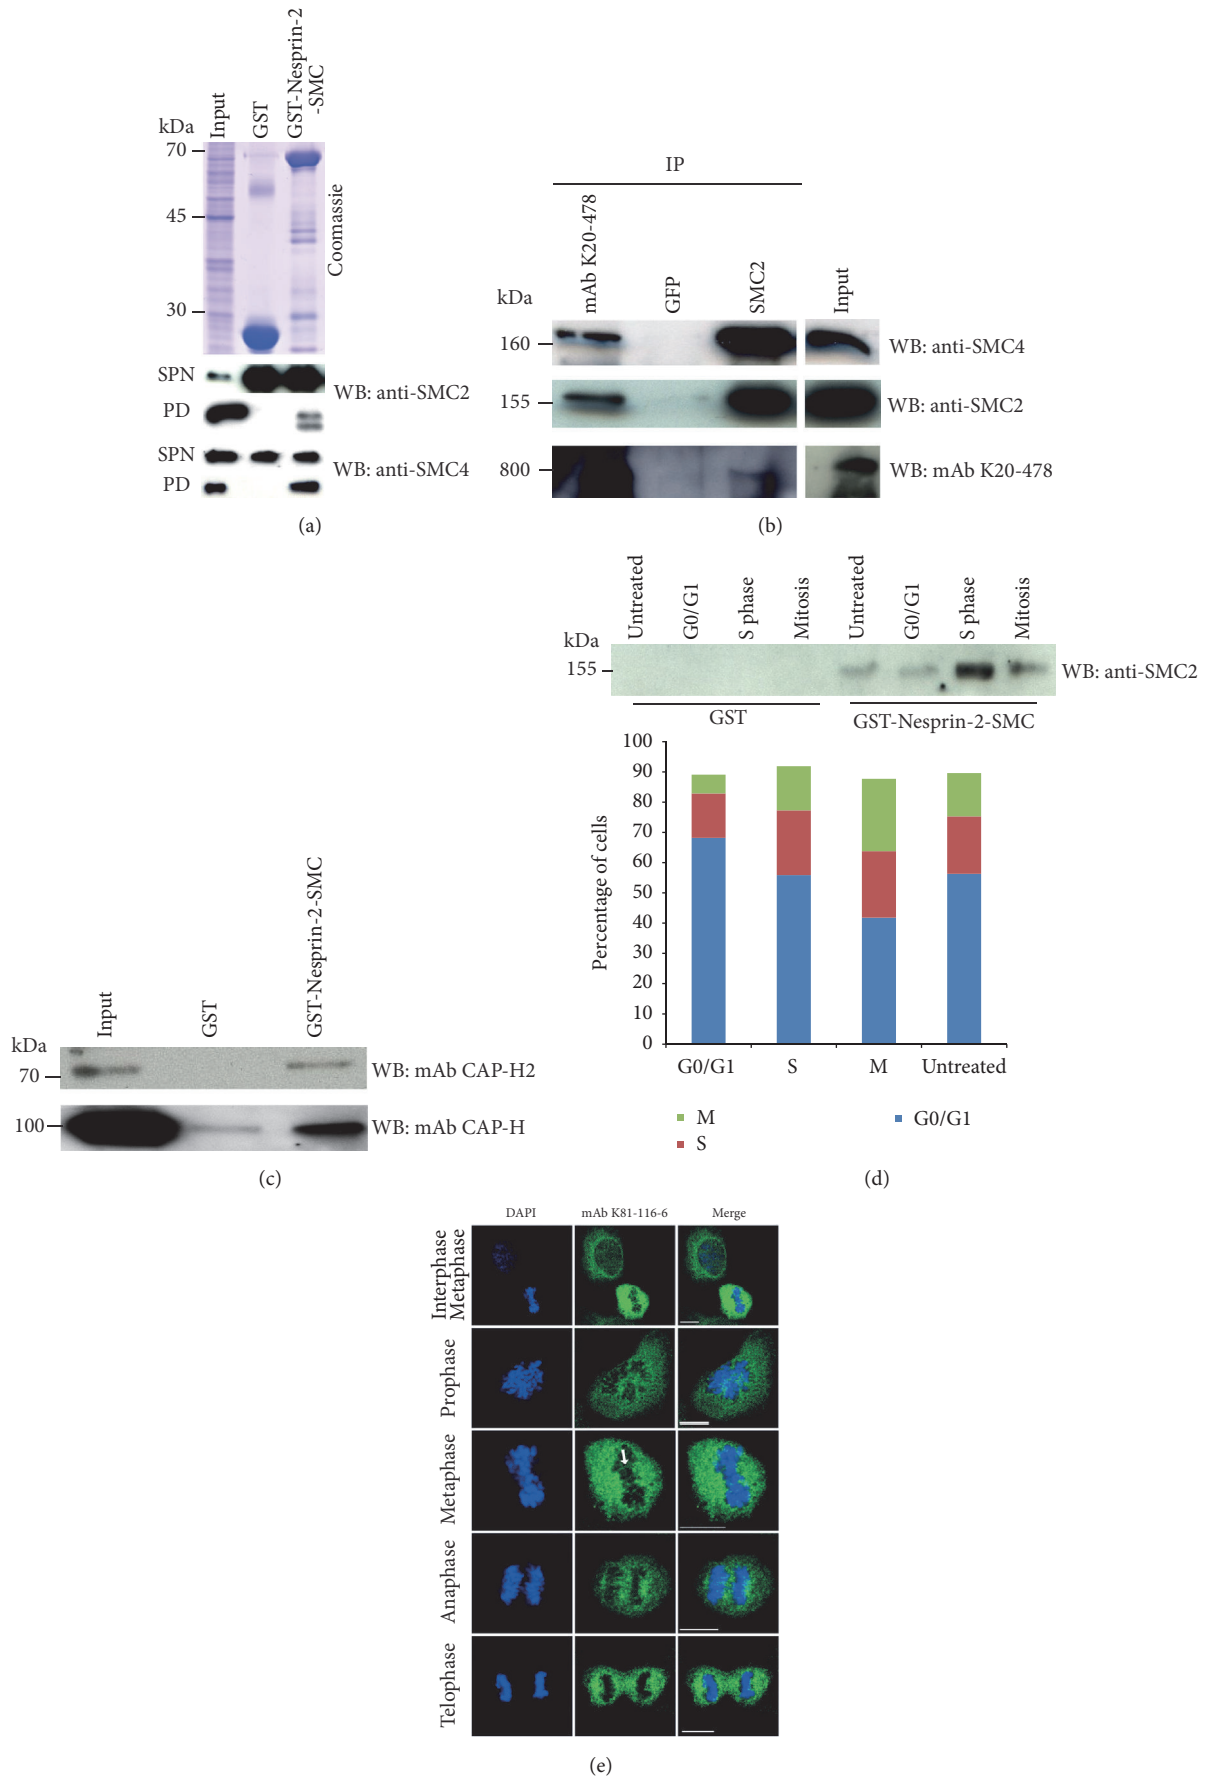 Input
GST
GST-Nesprin-2
-SMC
kDa
70
45
30
Coomassie
SPN
WB: anti-SMC2
PD
SPN
WB: anti-SMC4
PD
(a)
IP
mAb K20-478
GFP
SMC2
Input
kDa
160
WB: anti-SMC4
155
WB: anti-SMC2
800
WB: mAb K20-478
(b)
Input
GST
GST-Nesprin-2-SMC
kDa
70
WB: mAb CAP-H2
100
WB: mAb CAP-H
(c)
Untreated
G0/G1
S phase
Mitosis
Untreated
G0/G1
S phase
Mitosis
kDa
155
WB: anti-SMC2
GST
GST-Nesprin-2-SMC
Percentage of cells
100
90
80
70
60
50
40
30
20
10
0
G0/G1
S
M
Untreated
M
G0/G1
S
(d)
DAPI
mAb K81-116-6
Merge
Interphase
Metaphase
Prophase
Metaphase
Anaphase
Telophase
(e)